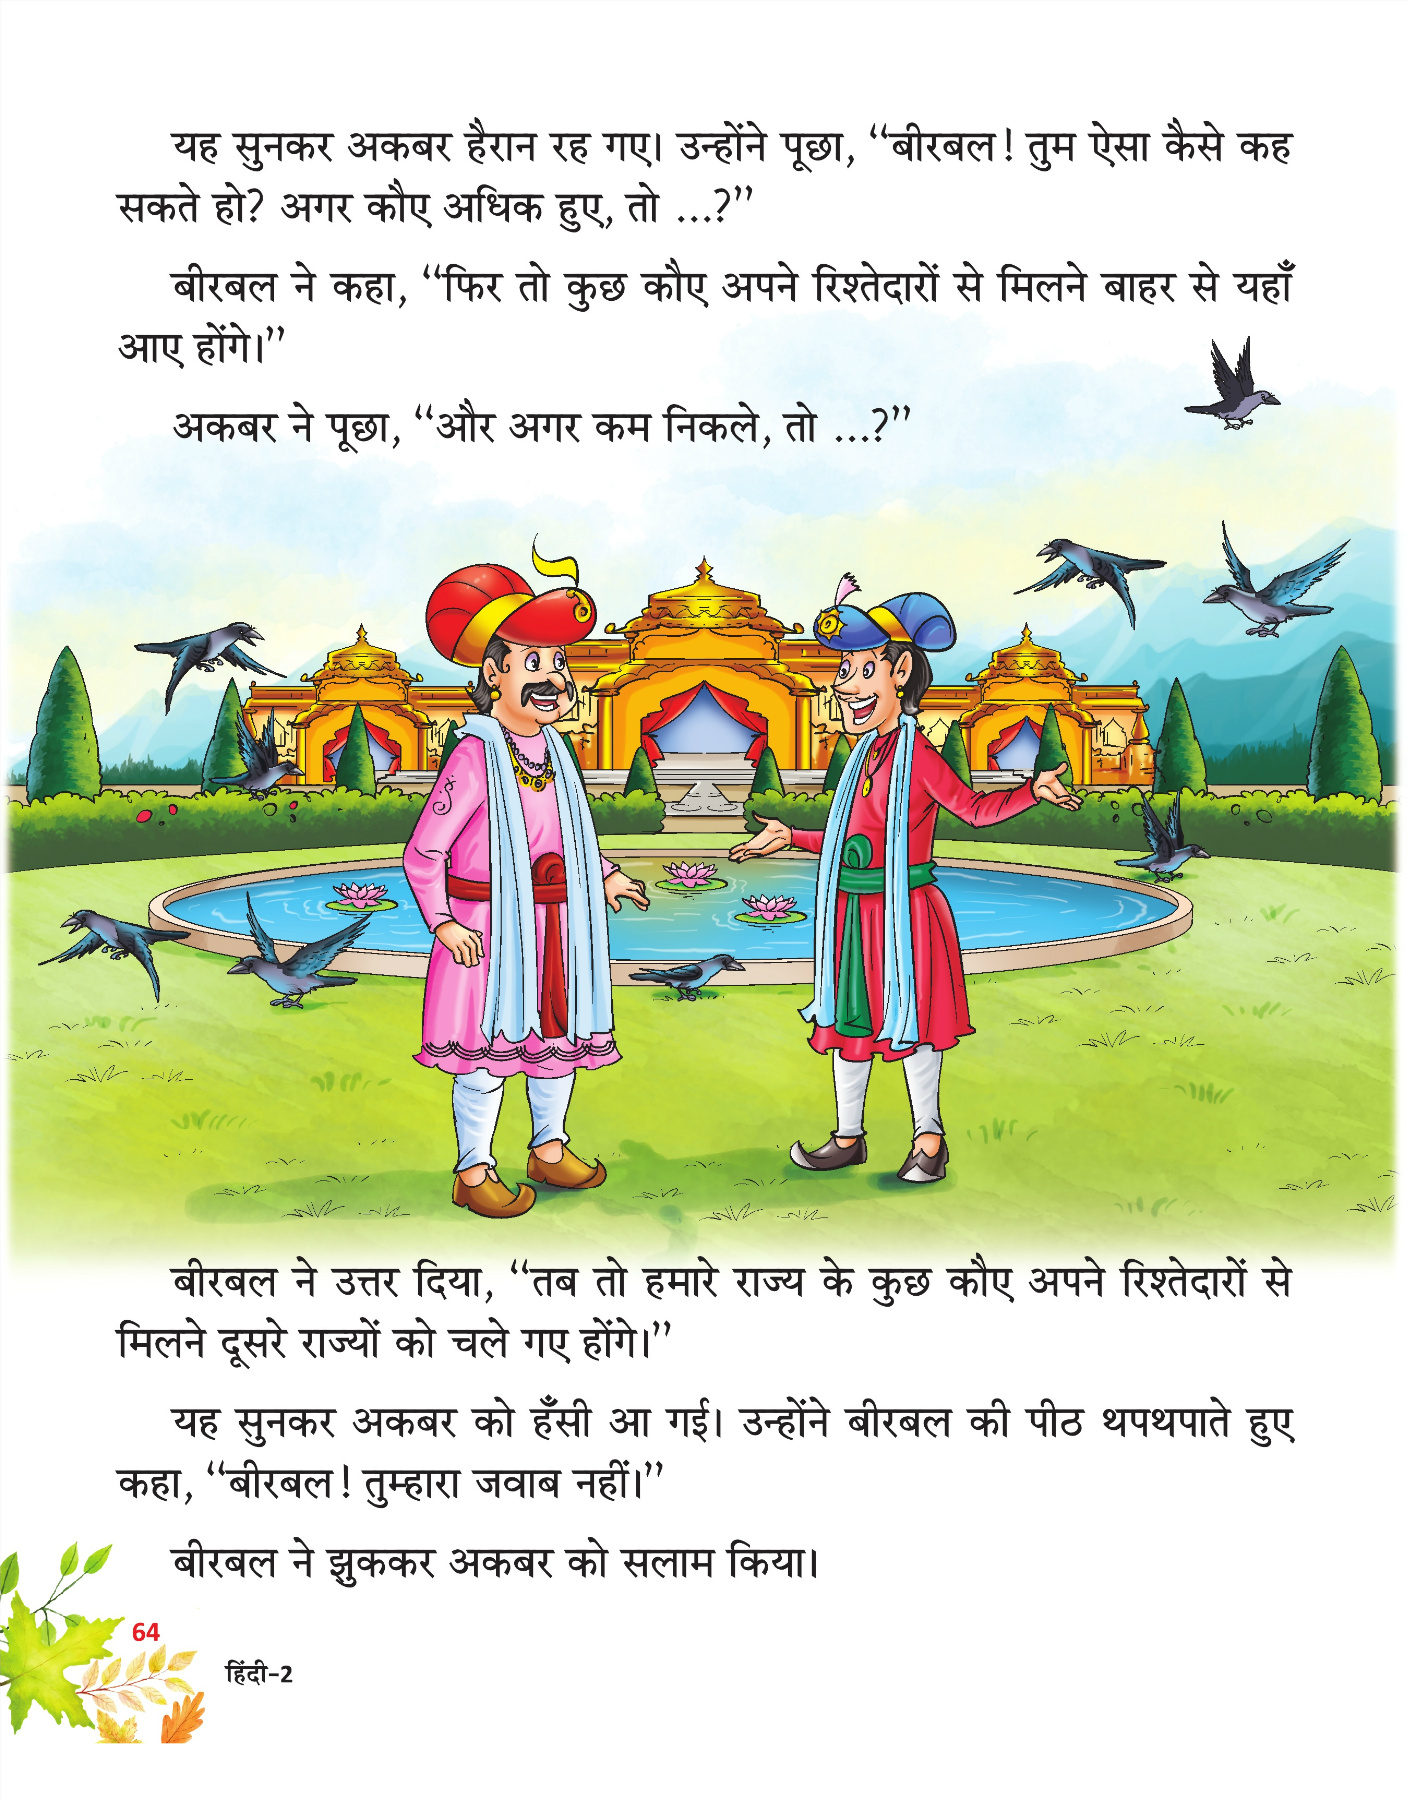 यह सुनकर अकबर हैरान रह गए। उन्होंने पूछा, “बीरबल! तुम ऐसा कैसे कह
सकते हो? अगर कौए अधिक हुए, तो ...?”
बीरबल ने कहा, “फिर तो कुछ कौए अपने रिश्तेदारों से मिलने बाहर से यहाँ
आए होंगे।”
अकबर ने पूछा, “और अगर कम निकले, तो ...?”
बीरबल ने उत्तर दिया, “तब तो हमारे राज्य के कुछ कौए अपने रिश्तेदारों से
मिलने दूसरे राज्यों को चले गए होंगे।”
यह सुनकर अकबर को हँसी आ गई। उन्होंने बीरबल की पीठ थपथपाते हुए
कहा, “बीरबल! तुम्हारा जवाब नहीं।”
बीरबल ने झुककर अकबर को सलाम किया।
64
हिंदी-2